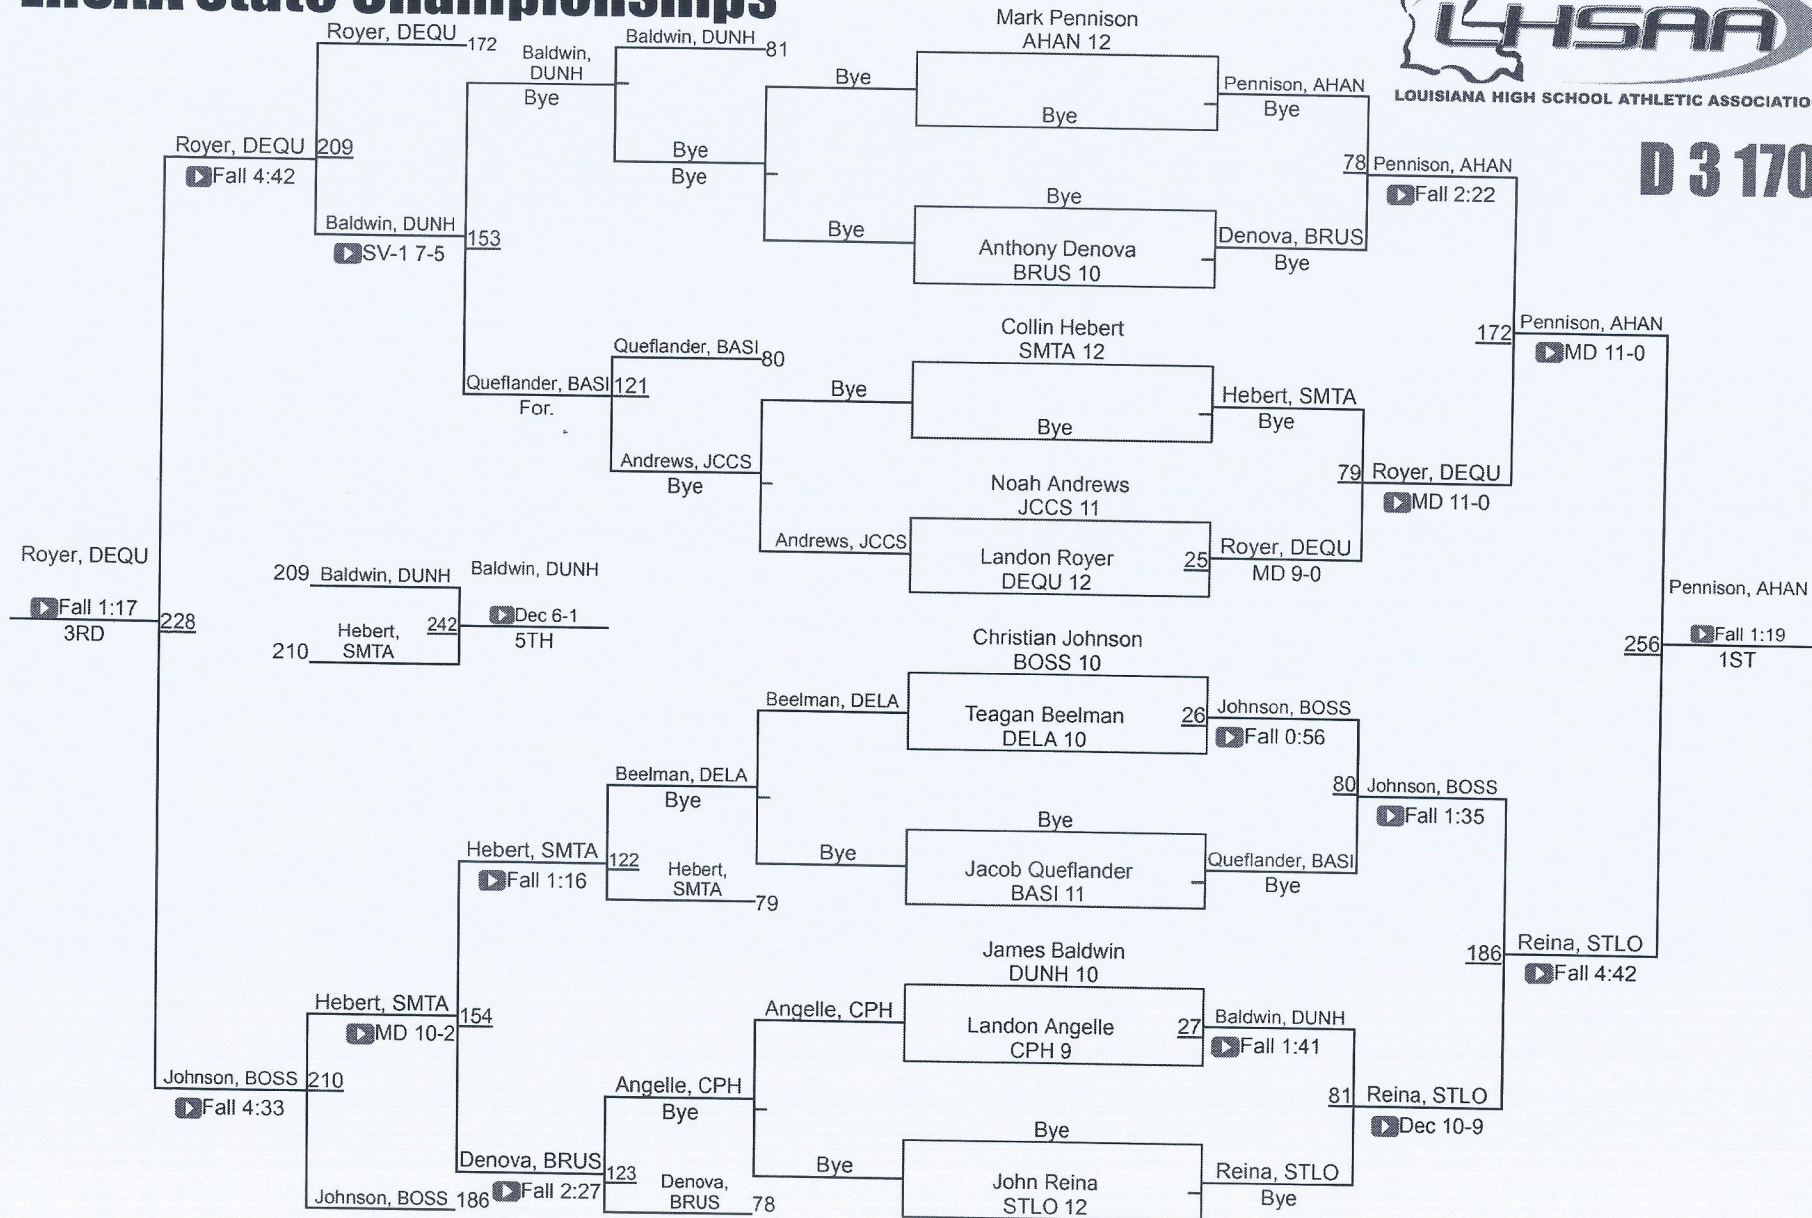 LHSAA State Championships
LHSAA
LOUISIANA HIGH SCHOOL ATHLETIC ASSOCIATIO
D 3 170
Royer, DEQU
172
Royer, DEQU
209
Fall 4:42
Baldwin, DUNH
153
SV-1 7-5
Baldwin,
DUNH
Bye
Baldwin, DUNH
81
Bye
Bye
Bye
Bye
Queflander, BASI
121
For.
Queflander, BASI
80
Andrews, JCCS
Bye
Bye
Andrews, JCCS
Royer, DEQU
Fall 1:17
3RD
228
209
Baldwin, DUNH
Hebert,
SMTA
210
242
Baldwin, DUNH
Dec 6-1
5TH
Hebert, SMTA
122
Fall 1:16
Beelman, DELA
Bye
Hebert,
SMTA
79
Beelman, DELA
Bye
Hebert, SMTA
154
MD 10-2
Johnson, BOSS
210
Fall 4:33
Johnson, BOSS
186
Denova, BRUS
123
Fall 2:27
Angelle, CPH
Bye
Denova,
BRUS
78
Angelle, CPH
Bye
Mark Pennison
AHAN 12
Bye
Pennison, AHAN
Bye
Bye
Anthony Denova
BRUS 10
Denova, BRUS
Bye
78
Pennison, AHAN
Fall 2:22
Collin Hebert
SMTA 12
Bye
Hebert, SMTA
Bye
Noah Andrews
JCCS 11
Landon Royer
DEQU 12
25
Royer, DEQU
MD 9-0
79
Royer, DEQU
MD 11-0
172
Pennison, AHAN
MD 11-0
Christian Johnson
BOSS 10
Teagan Beelman
DELA 10
26
Johnson, BOSS
Fall 0:56
Bye
Jacob Queflander
BASI 11
Queflander, BASI
Bye
80
Johnson, BOSS
Fall 1:35
James Baldwin
DUNH 10
Landon Angelle
CPH 9
27
Baldwin, DUNH
Fall 1:41
Bye
John Reina
STLO 12
Reina, STLO
Bye
81
Reina, STLO
Dec 10-9
186
Reina, STLO
Fall 4:42
Pennison, AHAN
256
Fall 1:19
1ST